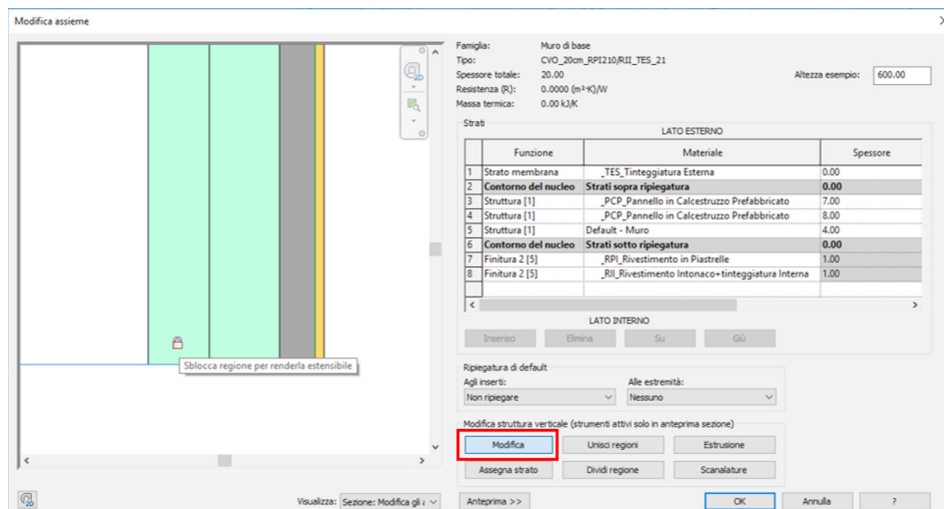 Modifica assieme
Famiglia: Muro di base
Tipo: CVO_20cm_RPI210/RII_TES_21
Spessore totale: 20.00 Altezza esempio: 600.00
Resistenza (R): 0.0000 (m²·K)/W
Massa termica: 0.00 kJ/K
Strati
LATO ESTERNO
Funzione Materiale Spessore
1 Strato membrana _TES_Tinteggiatura Esterna 0.00
2 Contorno del nucleo Strati sopra ripiegatura 0.00
3 Struttura [1] _PCP_Pannello in Calcestruzzo Prefabbricato 7.00
4 Struttura [1] _PCP_Pannello in Calcestruzzo Prefabbricato 8.00
5 Struttura [1] Default - Muro 4.00
6 Contorno del nucleo Strati sotto ripiegatura 0.00
7 Finitura 2 [5] _RPI_Rivestimento in Piastrelle 1.00
8 Finitura 2 [5] _RII_Rivestimento Intonaco+tinteggiatura Interna 1.00
LATO INTERNO
Inserisci Elimina Su Giù
Sblocca regione per renderla estensibile
Ripiegatura di default
Agli inserti: Alle estremità:
Non ripiegare Nessuno
Modifica struttura verticale (strumenti attivi solo in anteprima sezione)
Modifica Unisci regioni Estrusione
Assegna strato Dividi regione Scanalature
2D
2D Visualizza: Sezione: Modifica gli a Anteprima >> OK Annulla ?